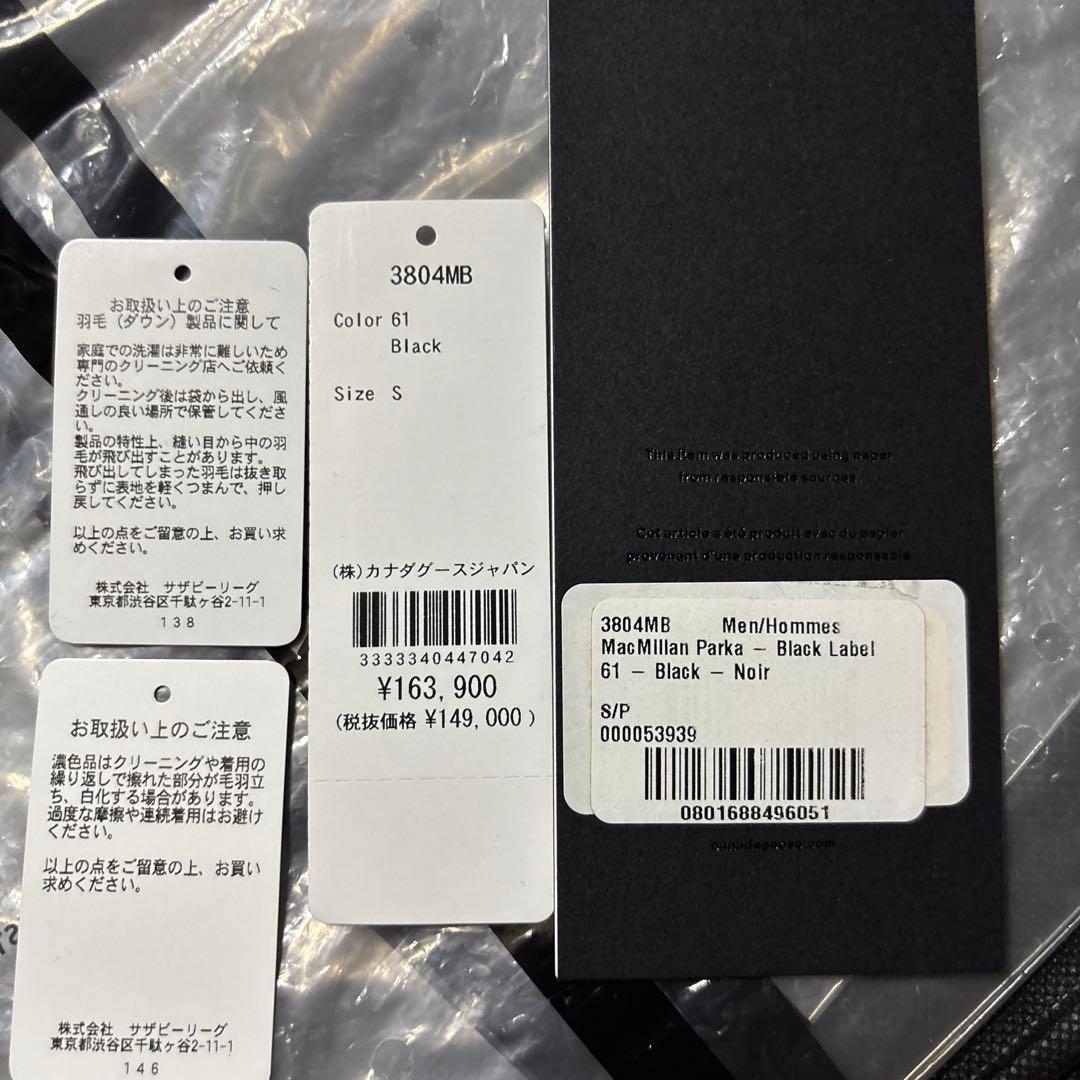 お取扱い上のご注意
羽毛（ダウン）製品に関して
家庭での洗濯は非常に難しいため
専門のクリーニング店へご依頼く
ださい。
クリーニング後は袋から出し、風
通しの良い場所で保管してくださ
い。
製品の特性上、縫い目から中の羽
毛が飛び出すことがあります。
飛び出してしまった羽毛は抜き取
らずに表地を軽くつまんで、押し
戻してください。
以上の点をご留意の上、お買い求
めください。
株式会社　サザビーリーグ
東京都渋谷区千駄ヶ谷2-11-1
138
お取扱い上のご注意
濃色品はクリーニングや着用の
繰り返しで擦れた部分が毛羽立
ち、白化する場合があります。
過度な摩擦や連続着用はお避け
ください。
以上の点をご留意の上、お買い
求めください。
株式会社　サザビーリーグ
東京都渋谷区千駄ヶ谷2-11-1
146
3804MB
Color 61
Black
Size S
(株)カナダグースジャパン
3333340447042
¥163,900
(税抜価格 ¥149,000 )
This item was produced using paper
from responsible sources.
Cet article a été produit avec du papier
provenant d'une production responsable.
3804MB Men/Hommes
MacMillan Parka – Black Label
61 – Black – Noir
S/P
000053939
0801688496051
canadagoose.com